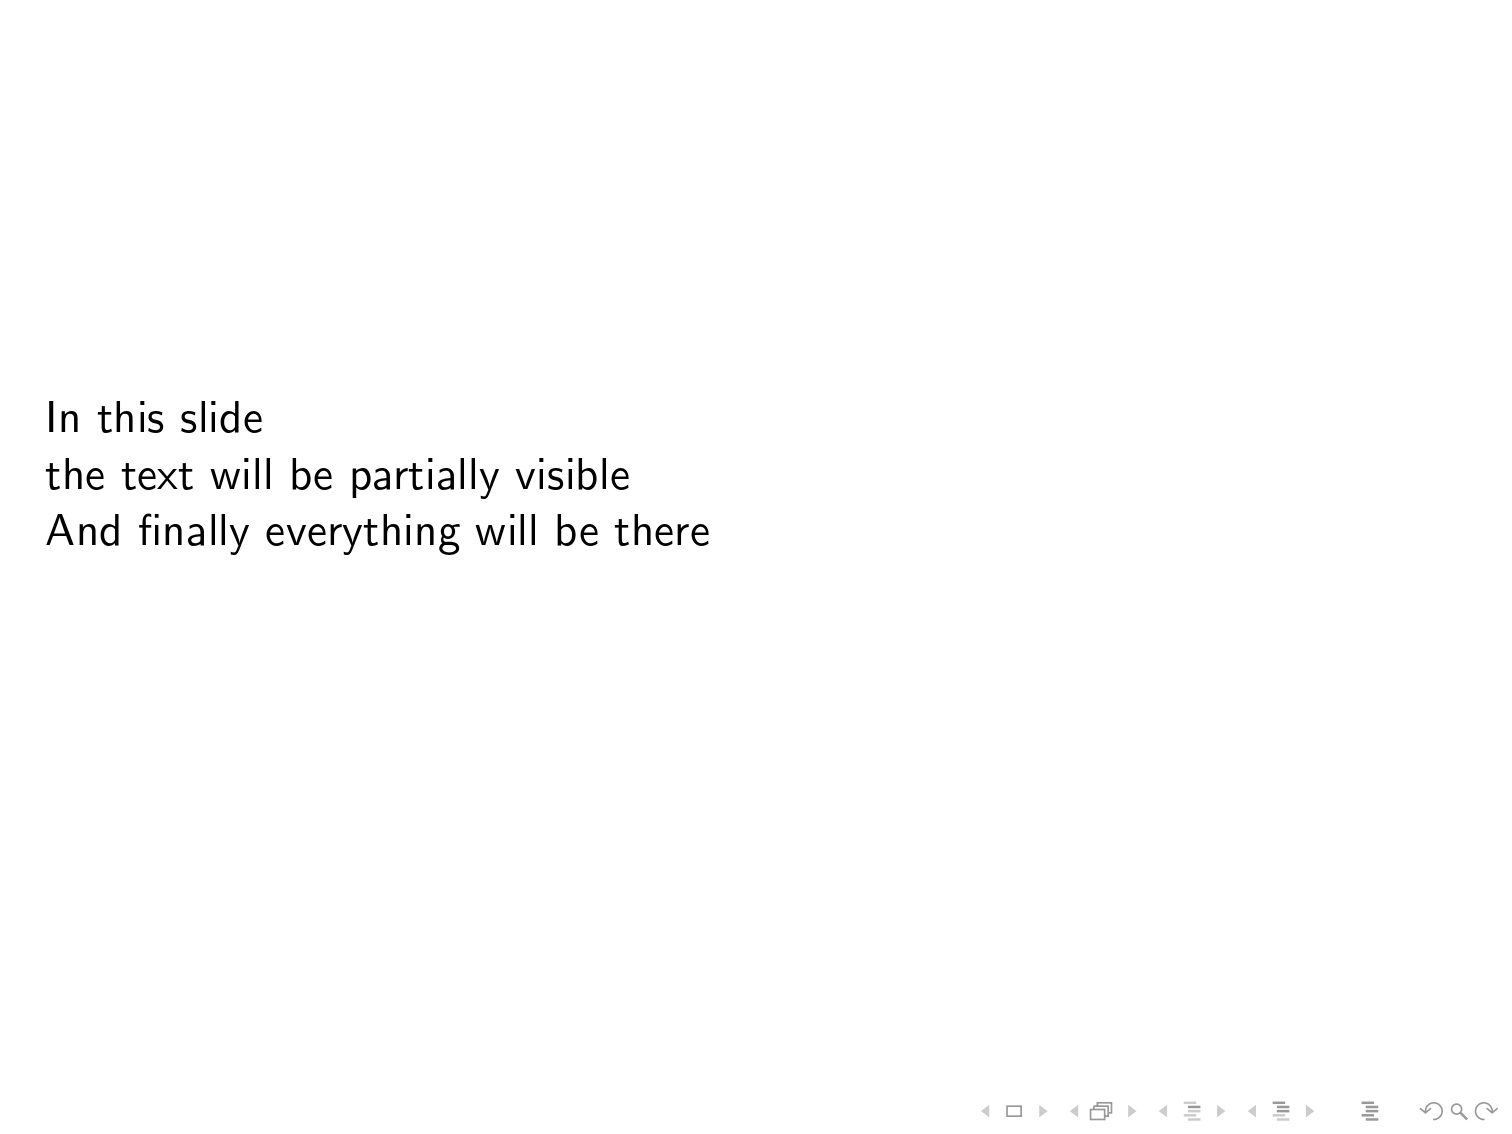 In this slide
the text will be partially visible
And finally everything will be there